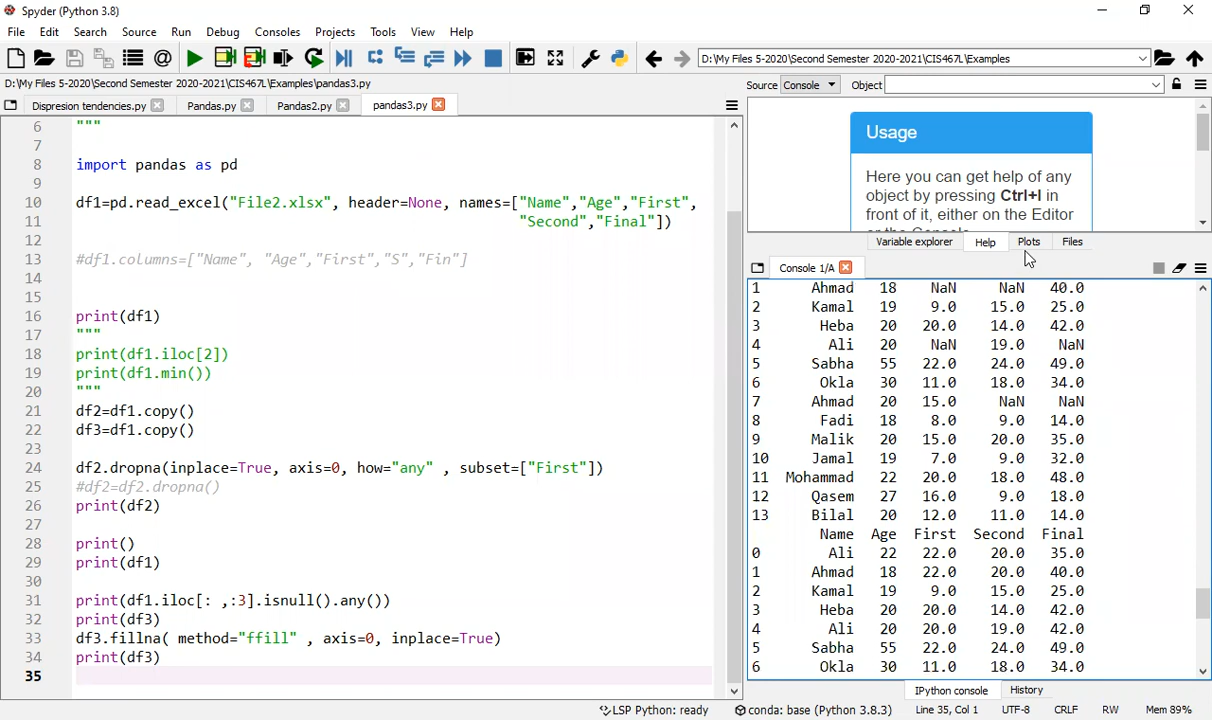 Spyder (Python 3.8)
File Edit Search Source Run Debug Consoles Projects Tools View Help
D:\My Files 5-2020\Second Semester 2020-2021\CIS467L\Examples
D:\My Files 5-2020\Second Semester 2020-2021\CIS467L\Examples\pandas3.py
Dispresion tendencies.py Pandas.py Pandas2.py pandas3.py
6 """
7
8 import pandas as pd
9
10 df1=pd.read_excel("File2.xlsx", header=None, names=["Name","Age","First",
11 "Second","Final"])
12
13 #df1.columns=["Name", "Age","First","S","Fin"]
14
15
16 print(df1)
17 """
18 print(df1.iloc[2])
19 print(df1.min())
20 """
21 df2=df1.copy()
22 df3=df1.copy()
23
24 df2.dropna(inplace=True, axis=0, how="any" , subset=["First"])
25 #df2=df2.dropna()
26 print(df2)
27
28 print()
29 print(df1)
30
31 print(df1.iloc[: ,:3].isnull().any())
32 print(df3)
33 df3.fillna( method="ffill" , axis=0, inplace=True)
34 print(df3)
35
Source Console Object
Usage
Here you can get help of any
object by pressing Ctrl+I in
front of it, either on the Editor
or the Console.
Variable explorer Help Plots Files
Console 1/A
1 Ahmad 18 NaN NaN 40.0
2 Kamal 19 9.0 15.0 25.0
3 Heba 20 20.0 14.0 42.0
4 Ali 20 NaN 19.0 NaN
5 Sabha 55 22.0 24.0 49.0
6 Okla 30 11.0 18.0 34.0
7 Ahmad 20 15.0 NaN NaN
8 Fadi 18 8.0 9.0 14.0
9 Malik 20 15.0 20.0 35.0
10 Jamal 19 7.0 9.0 32.0
11 Mohammad 22 20.0 18.0 48.0
12 Qasem 27 16.0 9.0 18.0
13 Bilal 20 12.0 11.0 14.0
Name Age First Second Final
0 Ali 22 22.0 20.0 35.0
1 Ahmad 18 22.0 20.0 40.0
2 Kamal 19 9.0 15.0 25.0
3 Heba 20 20.0 14.0 42.0
4 Ali 20 20.0 19.0 42.0
5 Sabha 55 22.0 24.0 49.0
6 Okla 30 11.0 18.0 34.0
IPython console History
LSP Python: ready conda: base (Python 3.8.3) Line 35, Col 1 UTF-8 CRLF RW Mem 89%